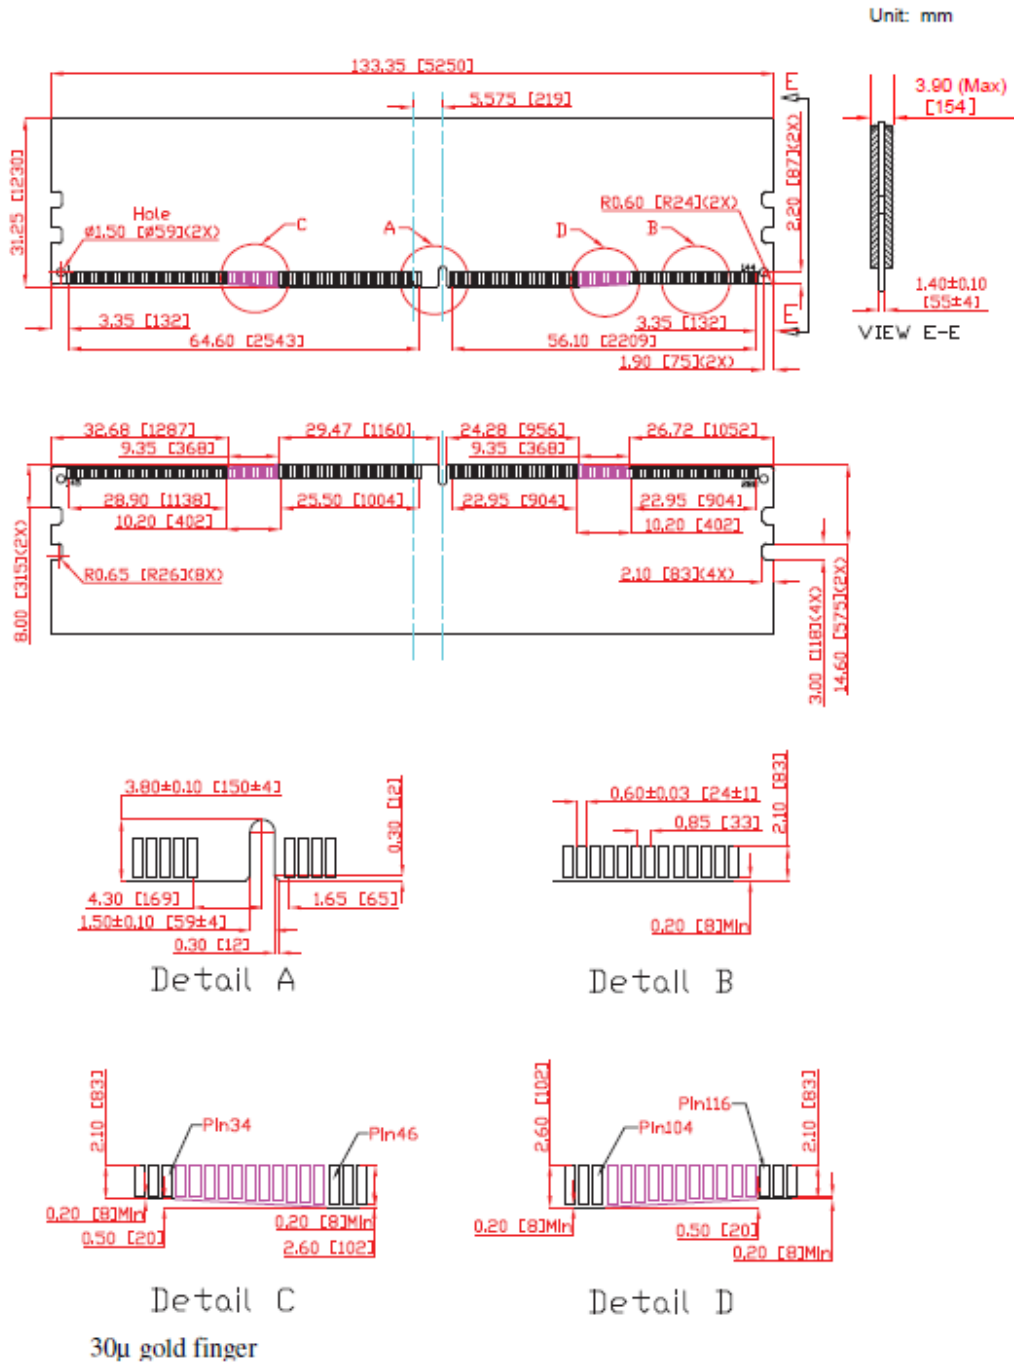 Unit: mm
133.35 [5250]
5.575 [219]
E
3.90 (Max)
[154]
31.25 [1230]
2.20 [87](2X)
Hole
Ø1.50 [Ø59](2X)
C
A
D
B
R0.60 [R24](2X)
144
1.40±0.10
[55±4]
E
3.35 [132]
3.35 [132]
VIEW E-E
64.60 [2543]
56.10 [2209]
1.90 [75](2X)
32.68 [1287]
29.47 [1160]
24.28 [956]
26.72 [1052]
9.35 [368]
9.35 [368]
28.90 [1138]
25.50 [1004]
22.95 [904]
22.95 [904]
10.20 [402]
10.20 [402]
8.00 [315](2X)
R0.65 [R26](8X)
2.10 [83](4X)
3.00 [118](4X)
14.60 [575](2X)
3.80±0.10 [150±4]
0.30 [12]
0.60±0.03 [24±1]
2.10 [83]
0.85 [33]
4.30 [169]
1.65 [65]
1.50±0.10 [59±4]
0.20 [8]Min
0.30 [12]
Detail A
Detail B
2.10 [83]
Pin34
Pin46
2.60 [102]
Pin104
Pin116
2.10 [83]
0.20 [8]Min
0.20 [8]Min
0.50 [20]
2.60 [102]
0.20 [8]Min
0.50 [20]
0.20 [8]Min
Detail C
Detail D
30µ gold finger